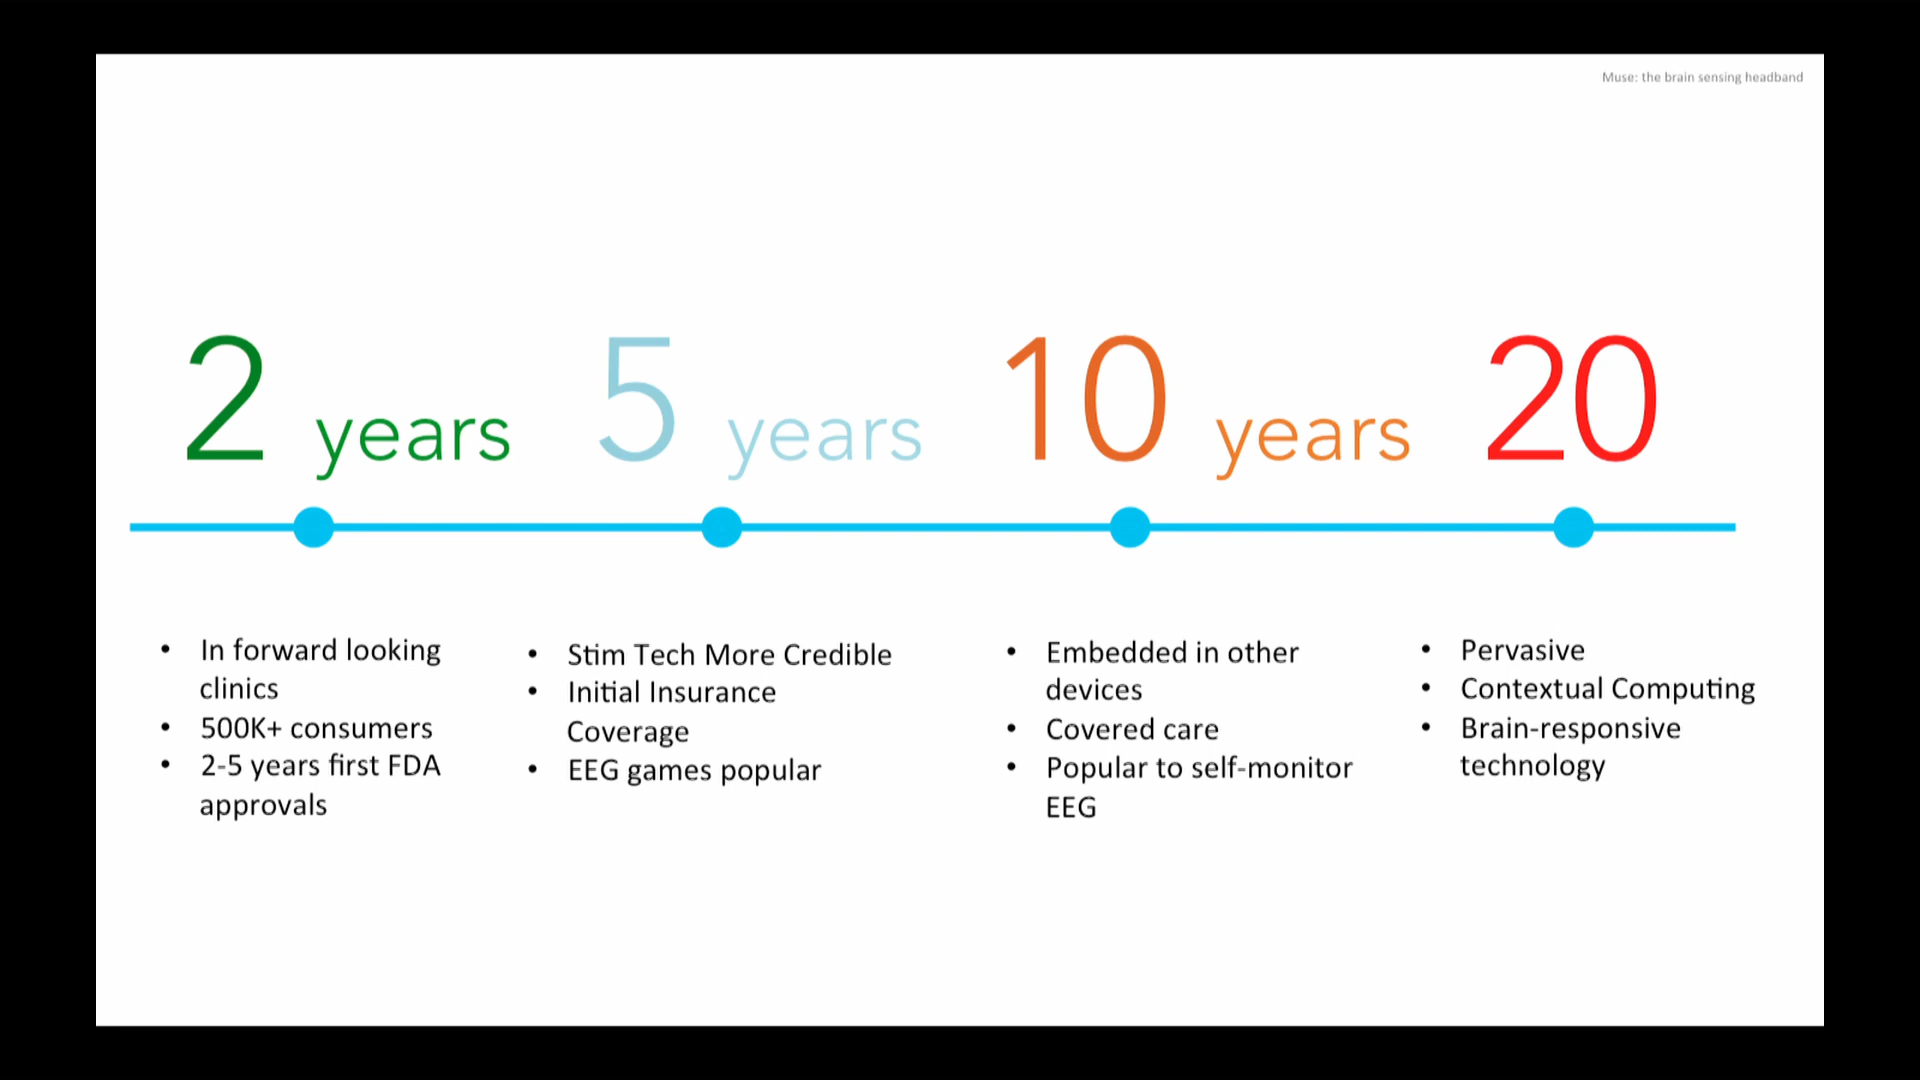 Muse: the brain sensing headband
2 years
5 years
10 years
20
• In forward looking
clinics
• 500K+ consumers
• 2-5 years first FDA
approvals
• Stim Tech More Credible
• Initial Insurance
Coverage
• EEG games popular
• Embedded in other
devices
• Covered care
• Popular to self-monitor
EEG
• Pervasive
• Contextual Computing
• Brain-responsive
technology